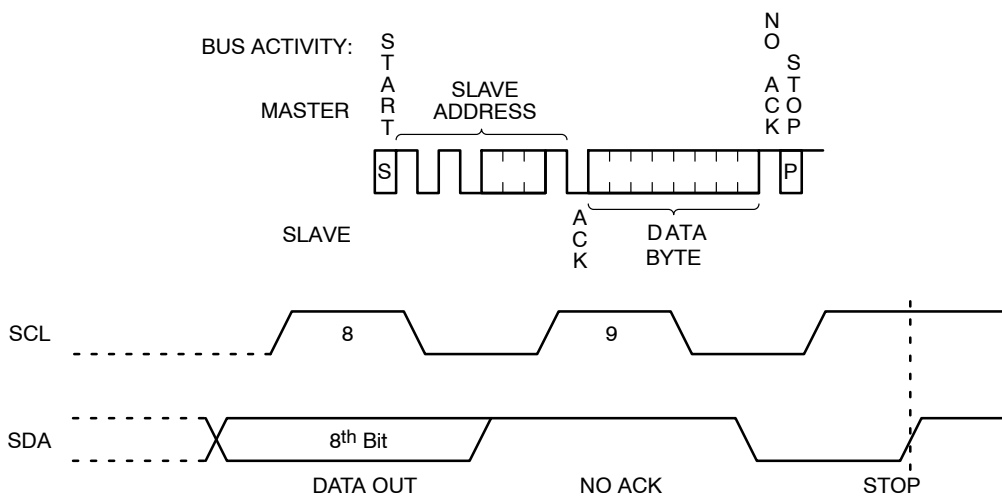 BUS ACTIVITY:
MASTER
START
SLAVE
ADDRESS
NO ACK
STOP
S
P
SLAVE
ACK
DATA
BYTE
SCL
8
9
SDA
8th Bit
DATA OUT
NO ACK
STOP